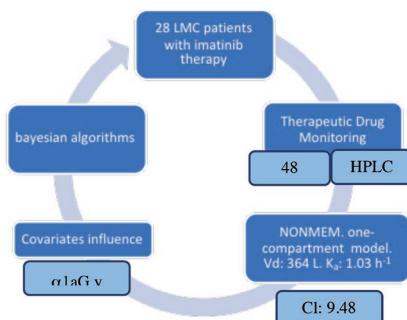 28 LMC patients
with imatinib
therapy
Therapeutic Drug
Monitoring
48
HPLC
NONMEM. one-
compartment model.
Vd: 364 L. Ka: 1.03 h-1
Cl: 9.48
Covariates influence
α1aG y
bayesian algorithms